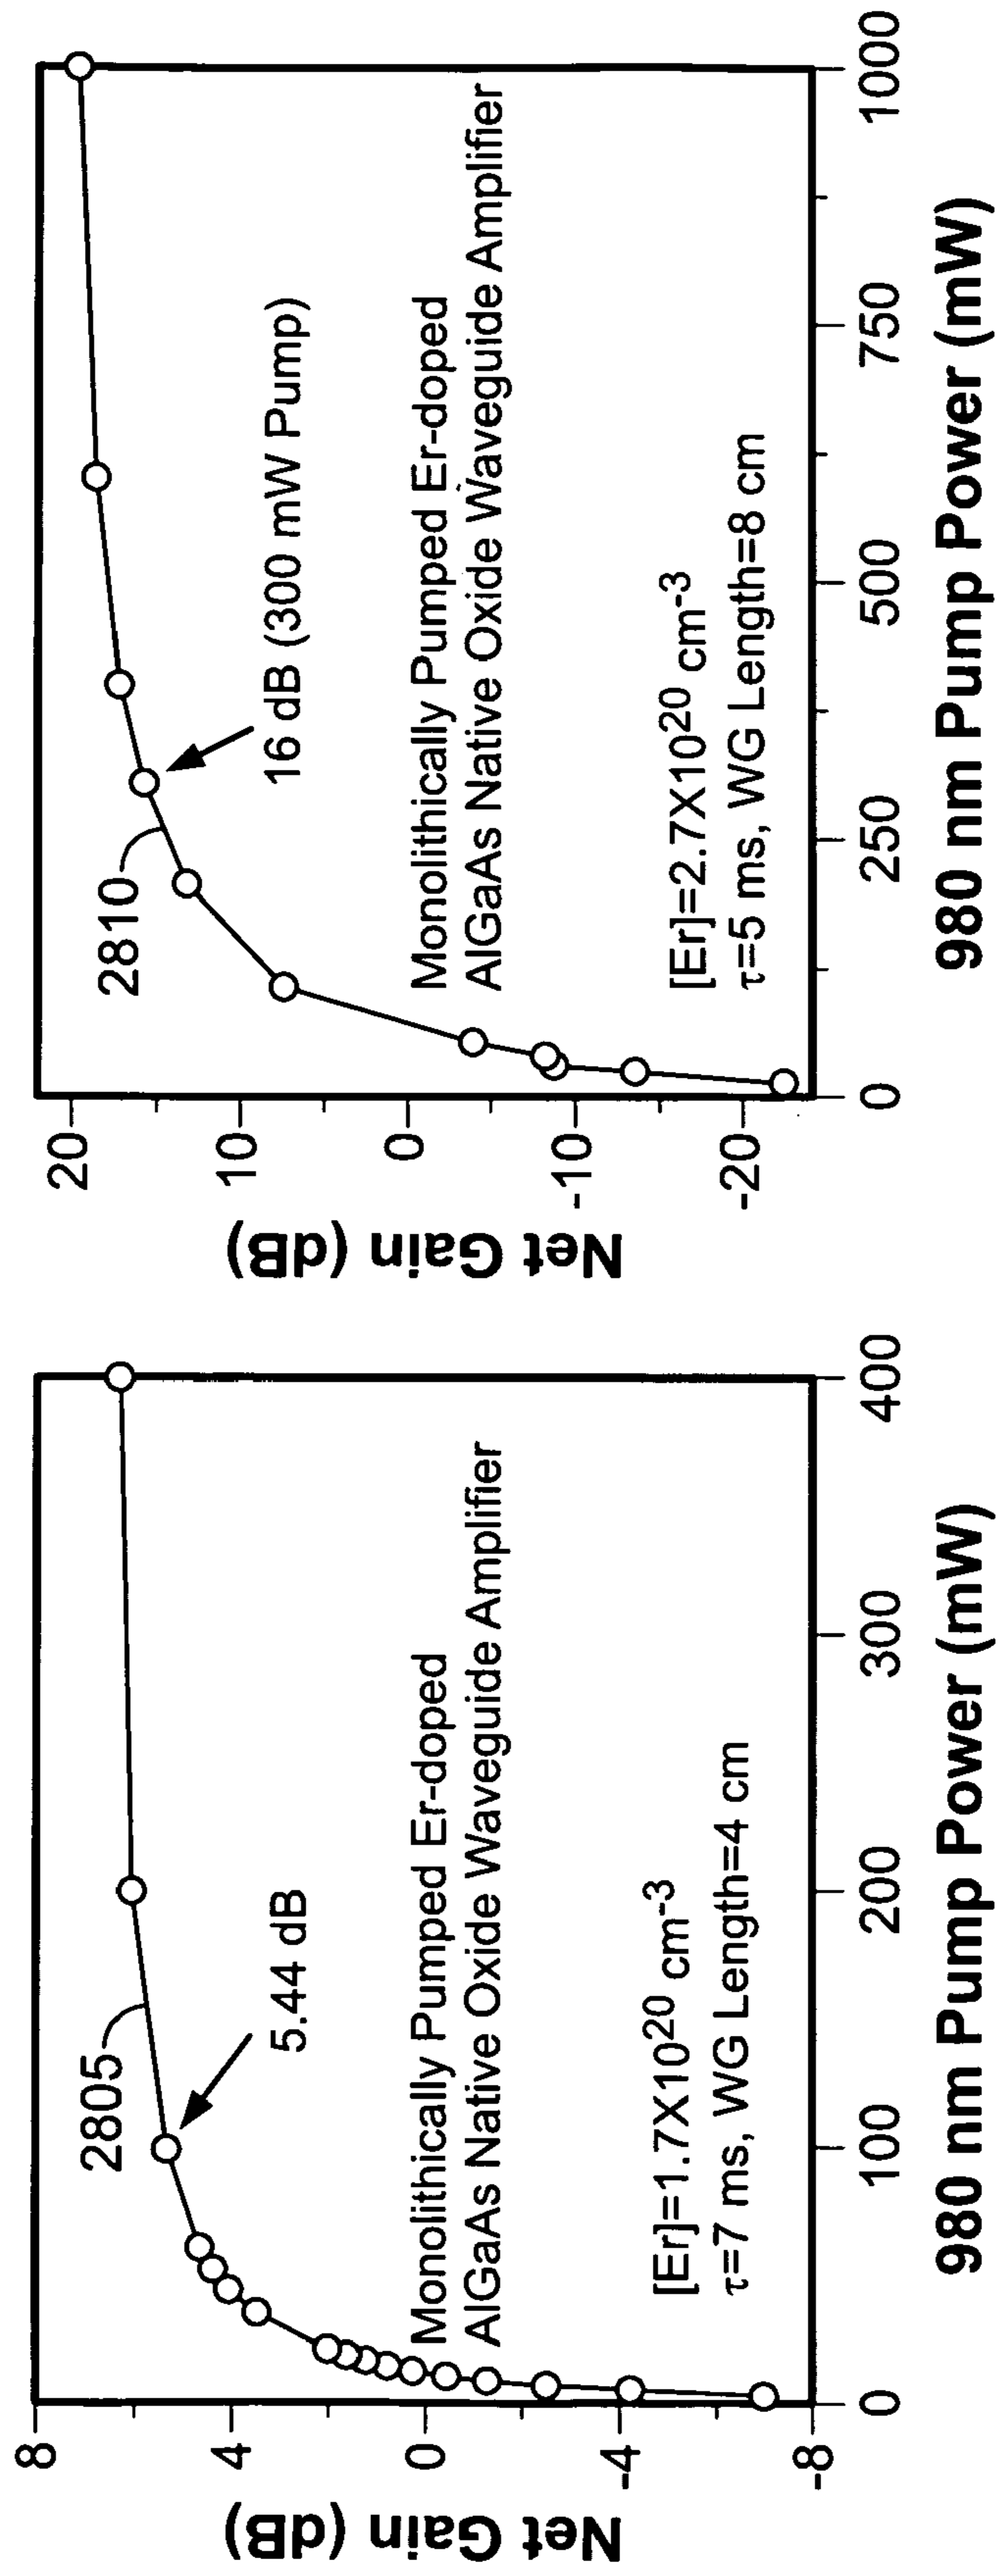 Net Gain (dB)
8
4
0
-4
-8
2805
5.44 dB
Monolithically Pumped Er-doped
AlGaAs Native Oxide Waveguide Amplifier
[Er]=1.7X10²⁰ cm⁻³
τ=7 ms, WG Length=4 cm
0
100
200
300
400
980 nm Pump Power (mW)
Net Gain (dB)
20
10
0
-10
-20
2810
16 dB (300 mW Pump)
Monolithically Pumped Er-doped
AlGaAs Native Oxide Waveguide Amplifier
[Er]=2.7X10²⁰ cm⁻³
τ=5 ms, WG Length=8 cm
0
250
500
750
1000
980 nm Pump Power (mW)